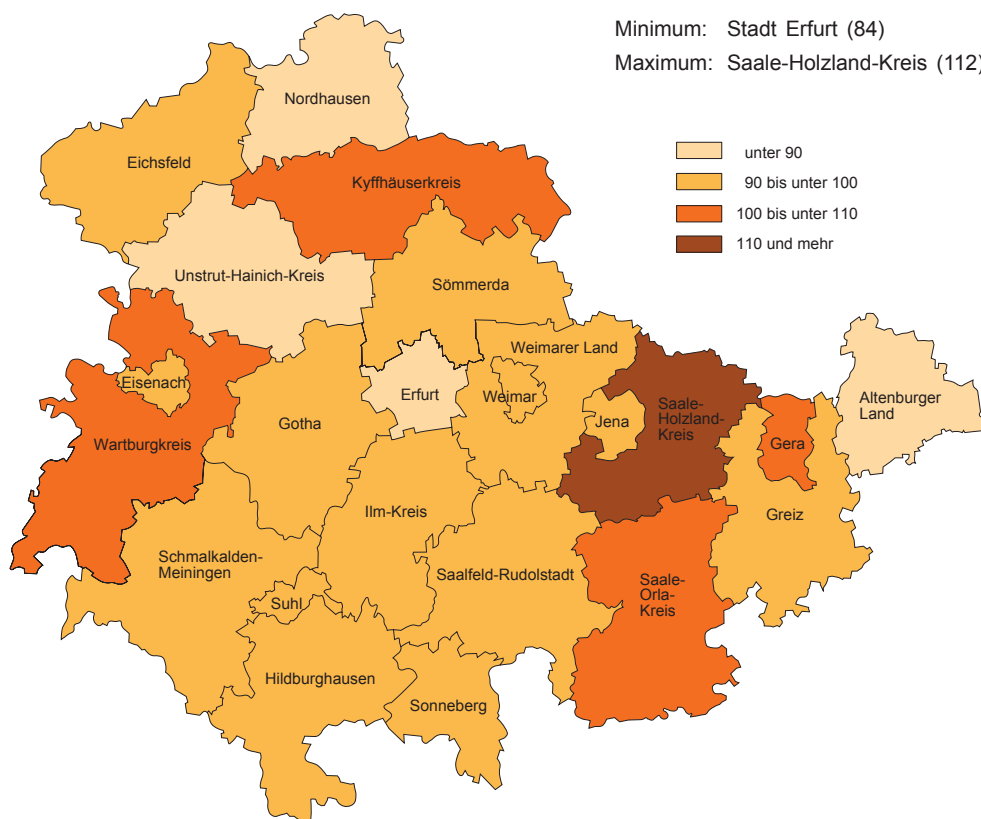 Minimum: Stadt Erfurt (84)
Maximum: Saale-Holzland-Kreis (112)
unter 90
90 bis unter 100
100 bis unter 110
110 und mehr
Nordhausen
Eichsfeld
Kyffhäuserkreis
Unstrut-Hainich-Kreis
Sömmerda
Weimarer Land
Eisenach
Erfurt
Weimar
Altenburger
Land
Wartburgkreis
Gotha
Jena
Saale-
Holzland-
Kreis
Gera
Ilm-Kreis
Greiz
Schmalkalden-
Meiningen
Saalfeld-Rudolstadt
Saale-
Orla-
Kreis
Suhl
Hildburghausen
Sonneberg